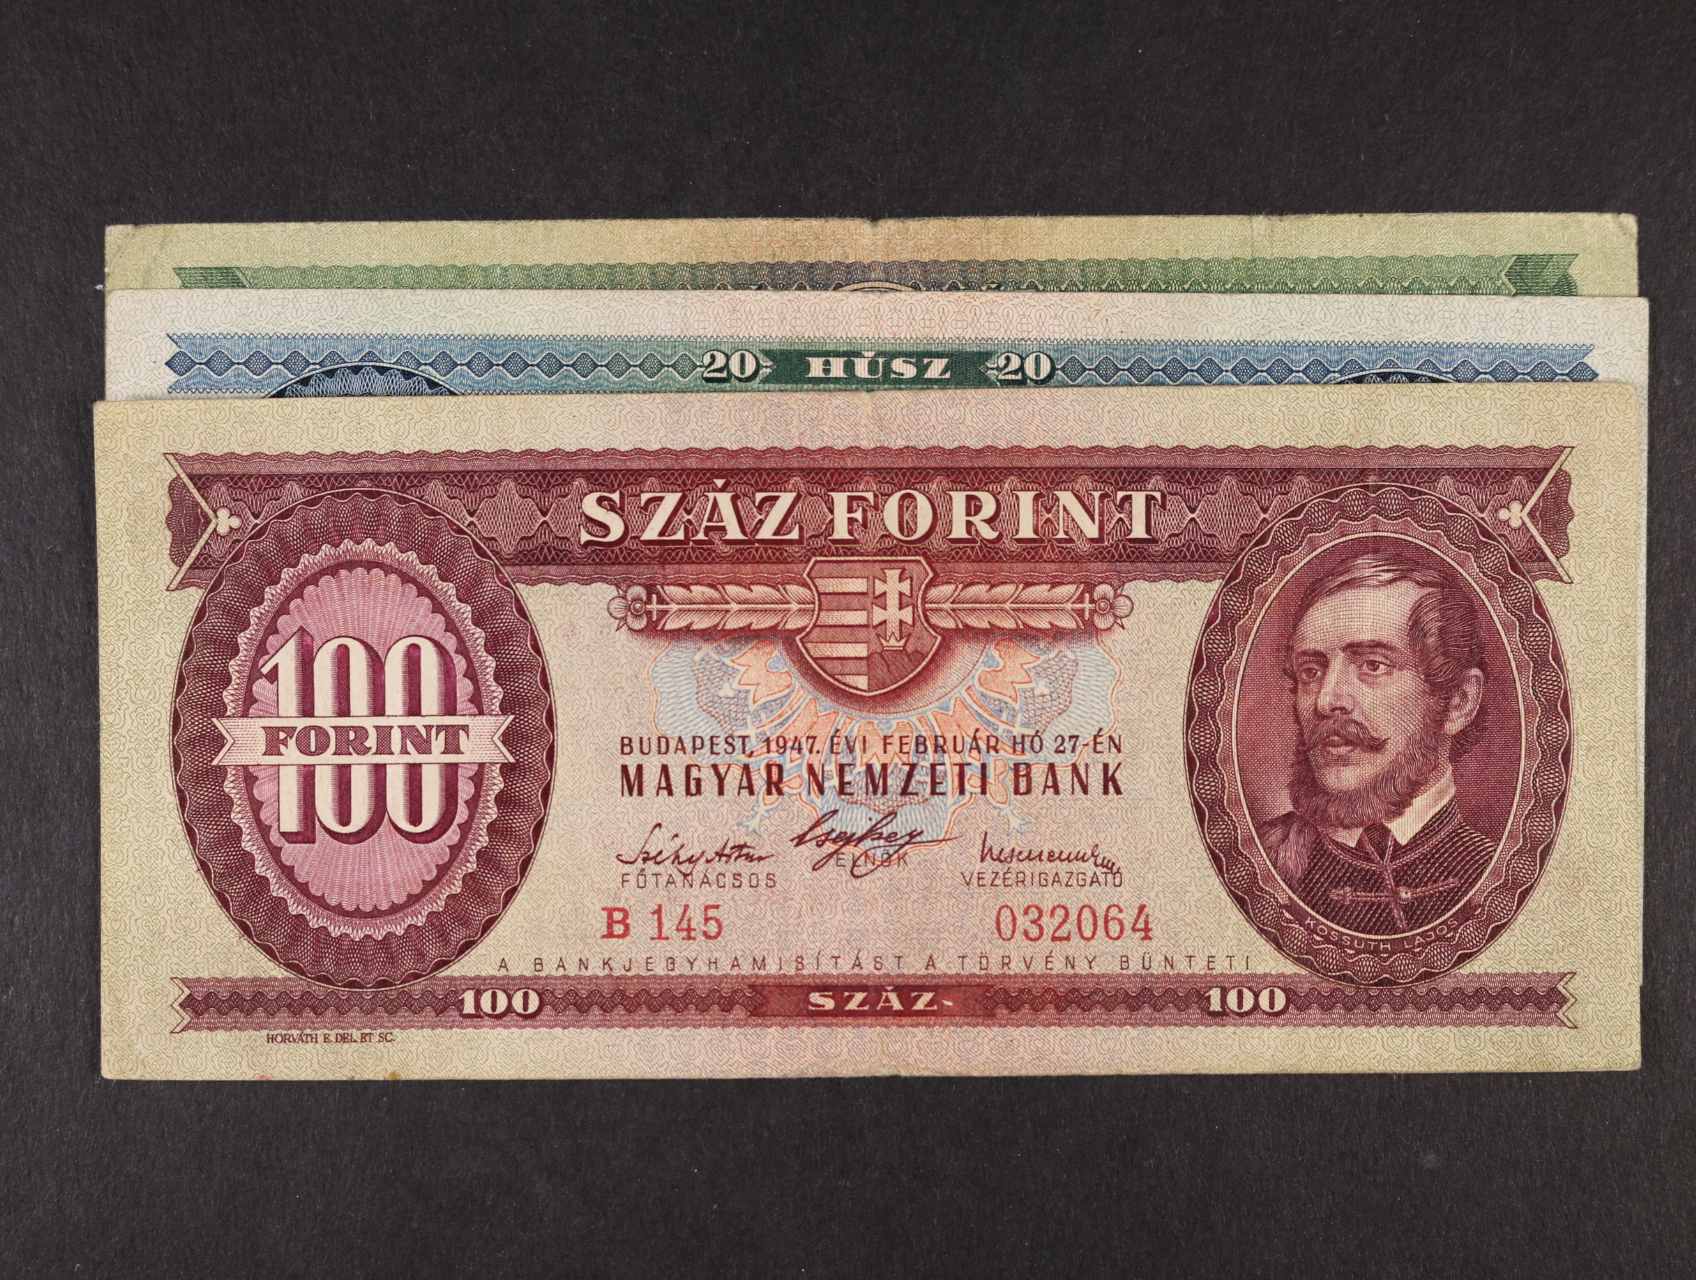 20 HÚSZ 20
SZÁZ FORINT
100
FORINT
BUDAPEST, 1947. ÉVI FEBRUÁR HÓ 27-ÉN
MAGYAR NEMZETI BANK
FŐTANÁCSOS ELNÖK VEZÉRIGAZGATÓ
B 145 032064
KOSSUTH LAJOS
A BANKJEGYHAMISÍTÁST A TÖRVÉNY BÜNTETI
100 SZÁZ 100
HORVÁTH E. DEL. ET SC.